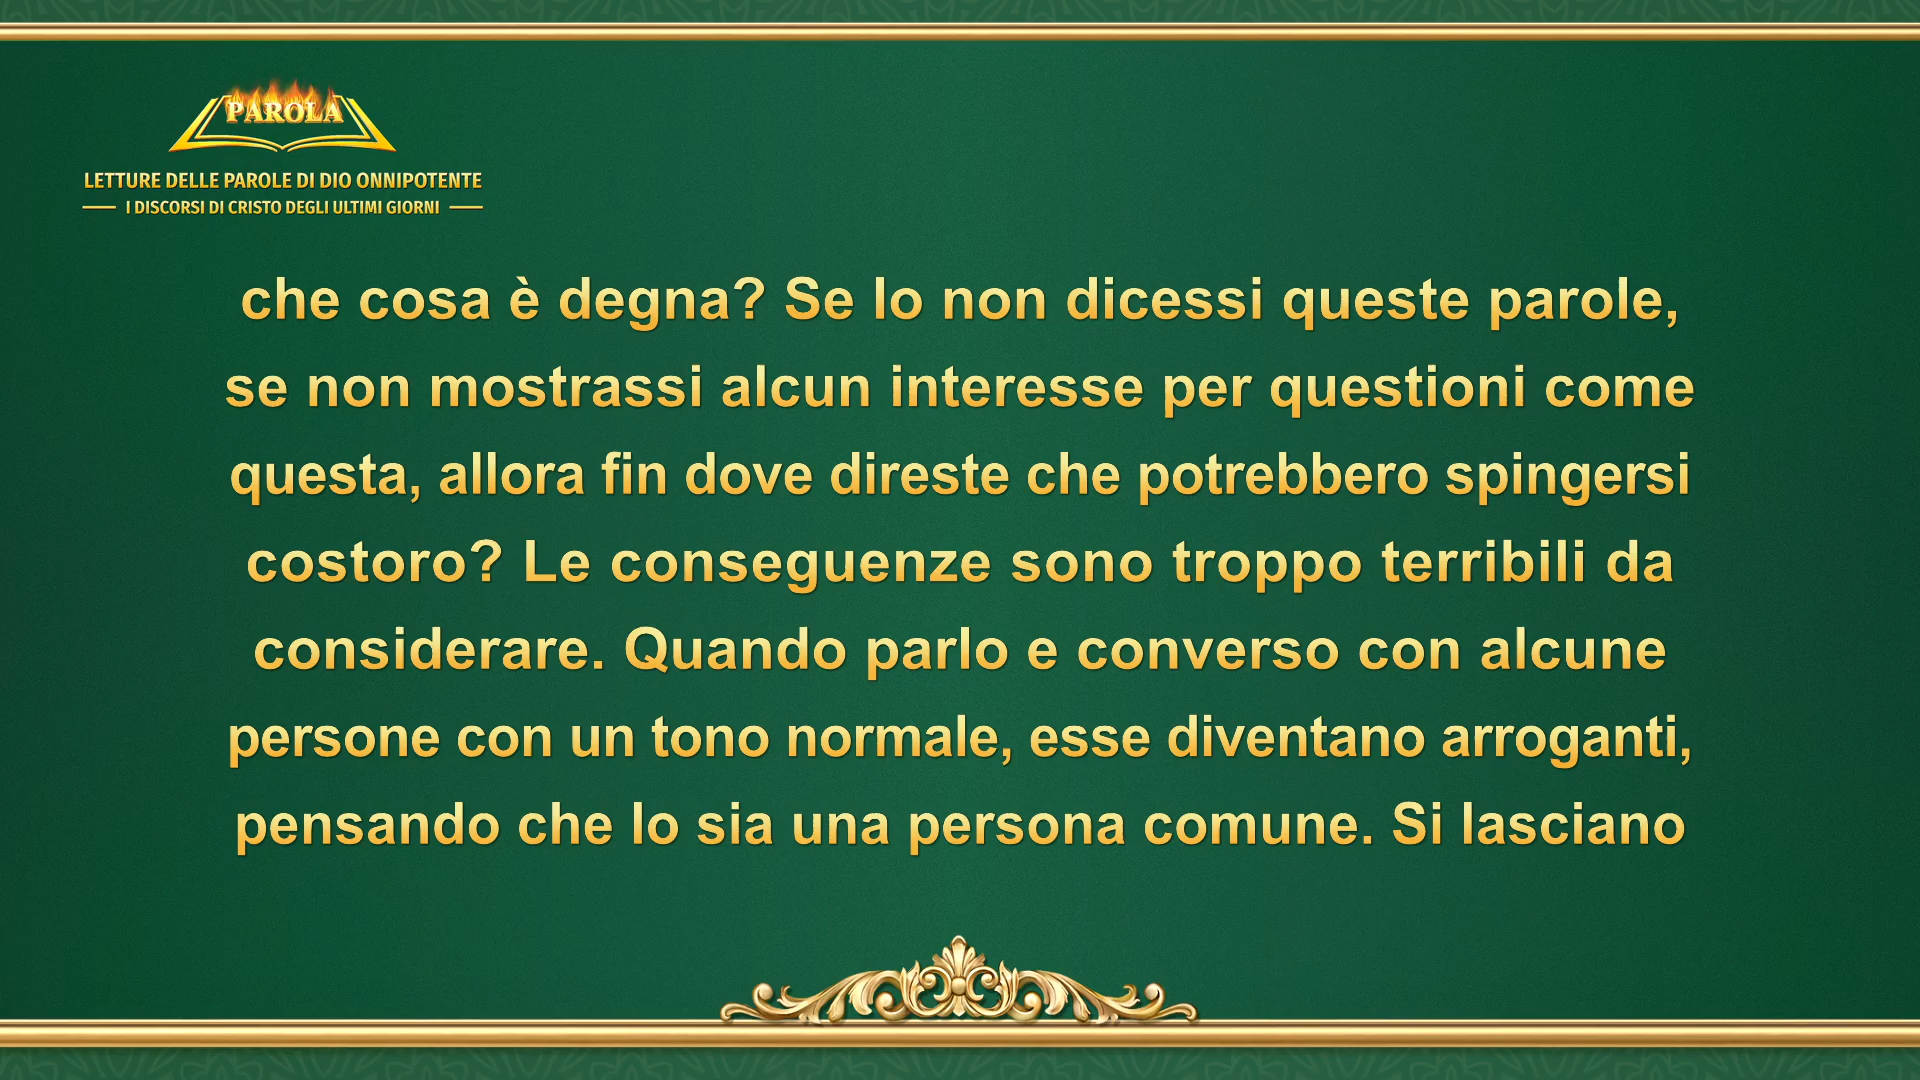 PAROLA
LETTURE DELLE PAROLE DI DIO ONNIPOTENTE
I DISCORSI DI CRISTO DEGLI ULTIMI GIORNI
che cosa è degna? Se Io non dicessi queste parole,
se non mostrassi alcun interesse per questioni come
questa, allora fin dove direste che potrebbero spingersi
costoro? Le conseguenze sono troppo terribili da
considerare. Quando parlo e converso con alcune
persone con un tono normale, esse diventano arroganti,
pensando che Io sia una persona comune. Si lasciano